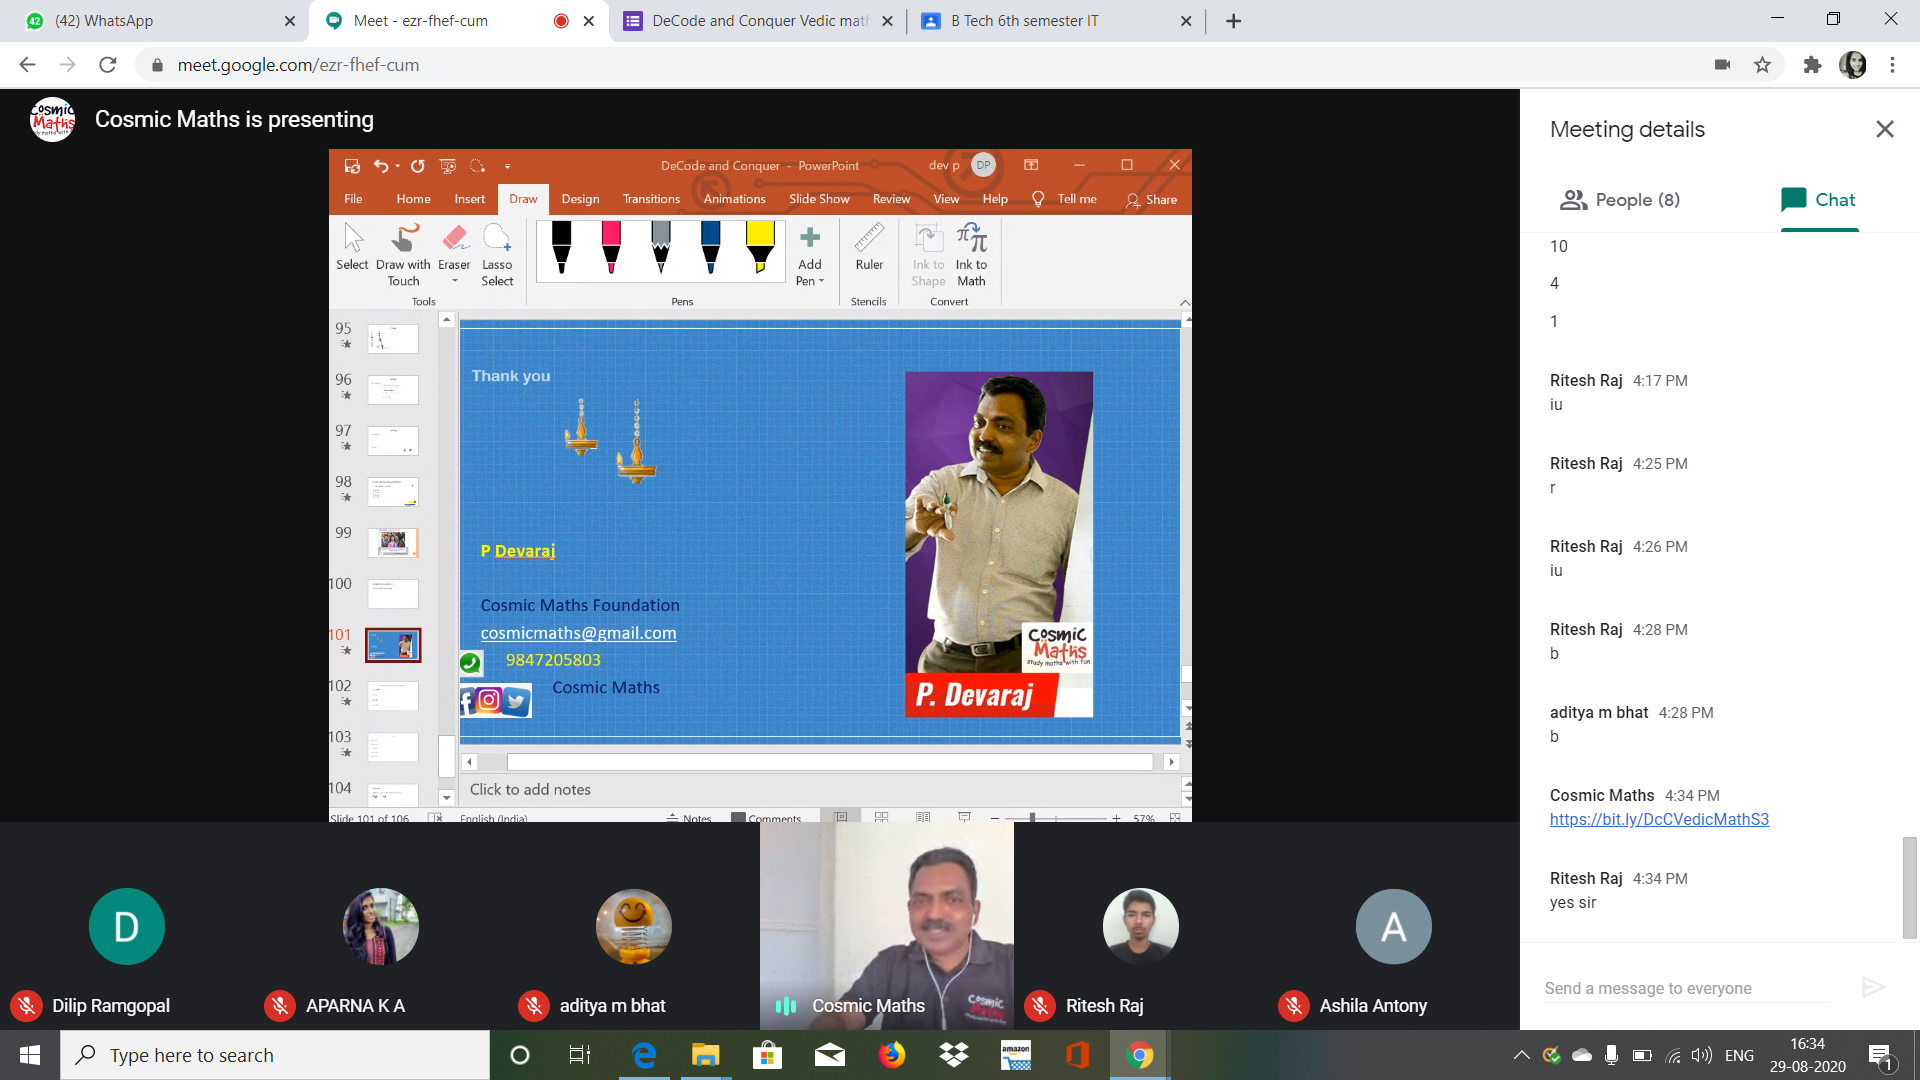 (42) WhatsApp
Meet - ezr-fhef-cum
DeCode and Conquer Vedic math
B Tech 6th semester IT
meet.google.com/ezr-fhef-cum
Cosmic Maths
Cosmic Maths is presenting
DeCode and Conquer - PowerPoint
dev p DP
File Home Insert Draw Design Transitions Animations Slide Show Review View Help Tell me Share
Select
Draw with Touch
Eraser
Lasso Select
Add Pen
Ruler
Ink to Shape
Ink to Math
Tools
Pens
Stencils
Convert
95
96
97
98
99
100
101
102
103
104
Thank you
P Devaraj
Cosmic Maths Foundation
cosmicmaths@gmail.com
9847205803
Cosmic Maths
Cosmic
Maths
study maths with fun
P. Devaraj
Click to add notes
Slide 101 of 106 English (India) Notes Comments 57%
Meeting details
People (8)
Chat
10
4
1
Ritesh Raj 4:17 PM
iu
Ritesh Raj 4:25 PM
r
Ritesh Raj 4:26 PM
iu
Ritesh Raj 4:28 PM
b
aditya m bhat 4:28 PM
b
Cosmic Maths 4:34 PM
https://bit.ly/DcCVedicMathS3
Ritesh Raj 4:34 PM
yes sir
Send a message to everyone
D
A
Dilip Ramgopal
APARNA K A
aditya m bhat
Cosmic Maths
Ritesh Raj
Ashila Antony
Type here to search
amazon
ENG
16:34
29-08-2020
1